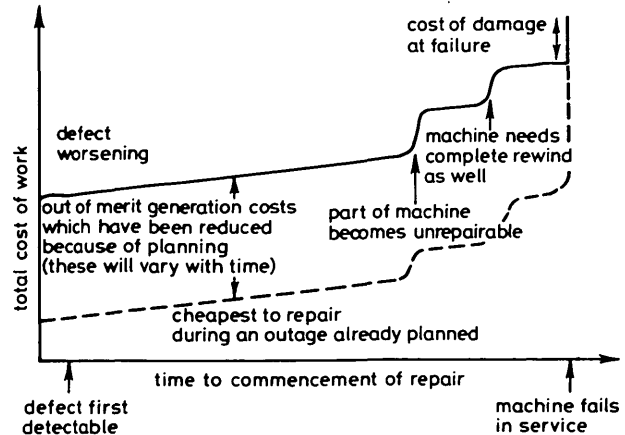 cost of damage
at failure
defect
worsening
machine needs
complete rewind
as well
out of merit generation costs
which have been reduced
because of planning
(these will vary with time)
part of machine
becomes unrepairable
cheapest to repair
during an outage already planned
total cost of work
time to commencement of repair
defect first
detectable
machine fails
in service